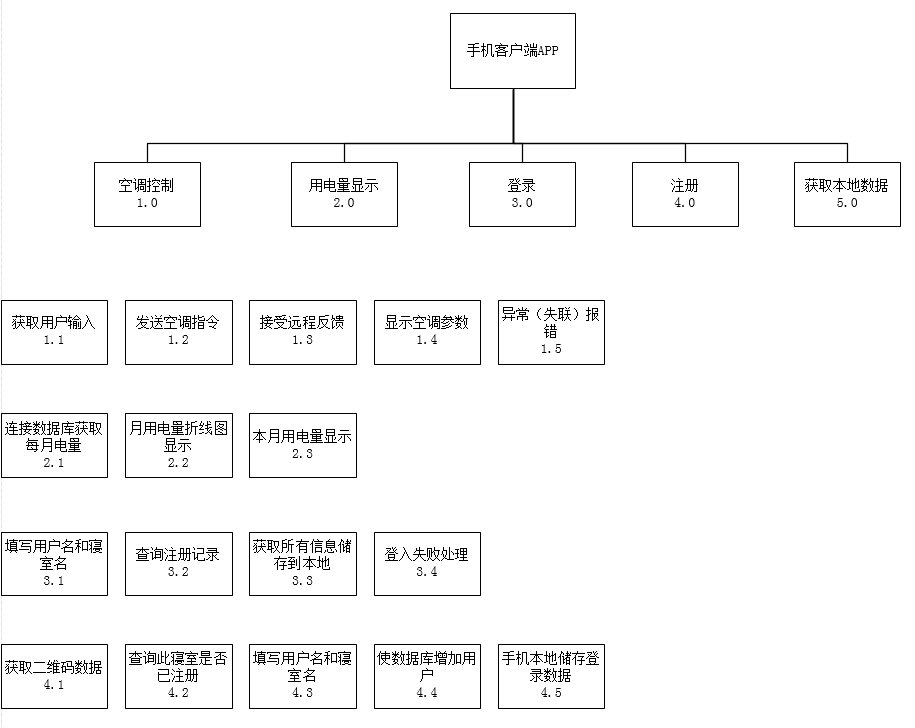 手机客户端APP
空调控制
1.0
用电量显示
2.0
登录
3.0
注册
4.0
获取本地数据
5.0
获取用户输入
1.1
发送空调指令
1.2
接受远程反馈
1.3
显示空调参数
1.4
异常（失联）报
错
1.5
连接数据库获取
每月电量
2.1
月用电量折线图
显示
2.2
本月用电量显示
2.3
填写用户名和寝
室名
3.1
查询注册记录
3.2
获取所有信息储
存到本地
3.3
登入失败处理
3.4
获取二维码数据
4.1
查询此寝室是否
已注册
4.2
填写用户名和寝
室名
4.3
使数据库增加用
户
4.4
手机本地储存登
录数据
4.5